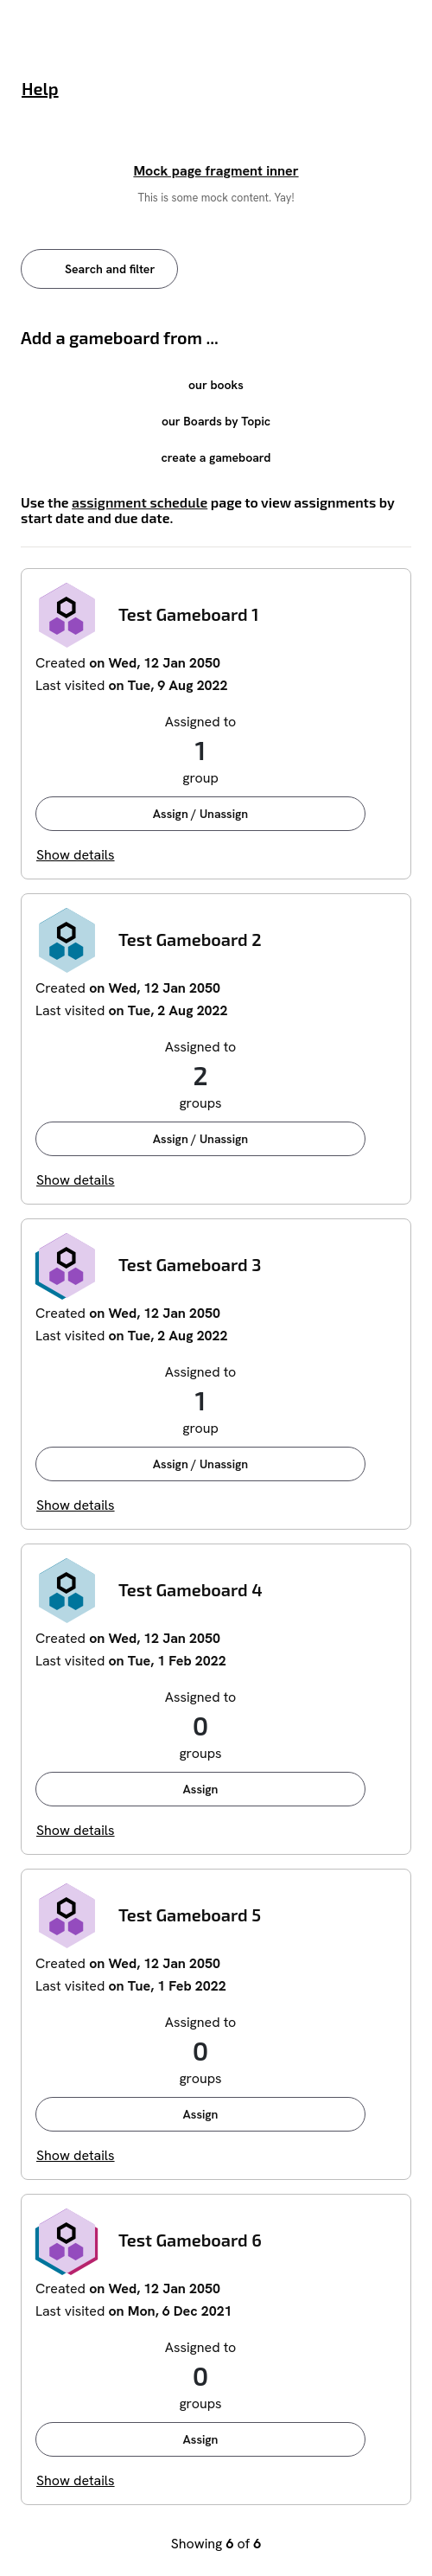 Help
Mock page fragment inner
This is some mock content. Yay!
Search and filter
Add a gameboard from ...
our books
our Boards by Topic
create a gameboard
Use the assignment schedule page to view assignments by
start date and due date.
Test Gameboard 1
Created on Wed, 12 Jan 2050
Last visited on Tue, 9 Aug 2022
Assigned to
1
group
Assign / Unassign
Show details
Test Gameboard 2
Created on Wed, 12 Jan 2050
Last visited on Tue, 2 Aug 2022
Assigned to
2
groups
Assign / Unassign
Show details
Test Gameboard 3
Created on Wed, 12 Jan 2050
Last visited on Tue, 2 Aug 2022
Assigned to
1
group
Assign / Unassign
Show details
Test Gameboard 4
Created on Wed, 12 Jan 2050
Last visited on Tue, 1 Feb 2022
Assigned to
0
groups
Assign
Show details
Test Gameboard 5
Created on Wed, 12 Jan 2050
Last visited on Tue, 1 Feb 2022
Assigned to
0
groups
Assign
Show details
Test Gameboard 6
Created on Wed, 12 Jan 2050
Last visited on Mon, 6 Dec 2021
Assigned to
0
groups
Assign
Show details
Showing 6 of 6